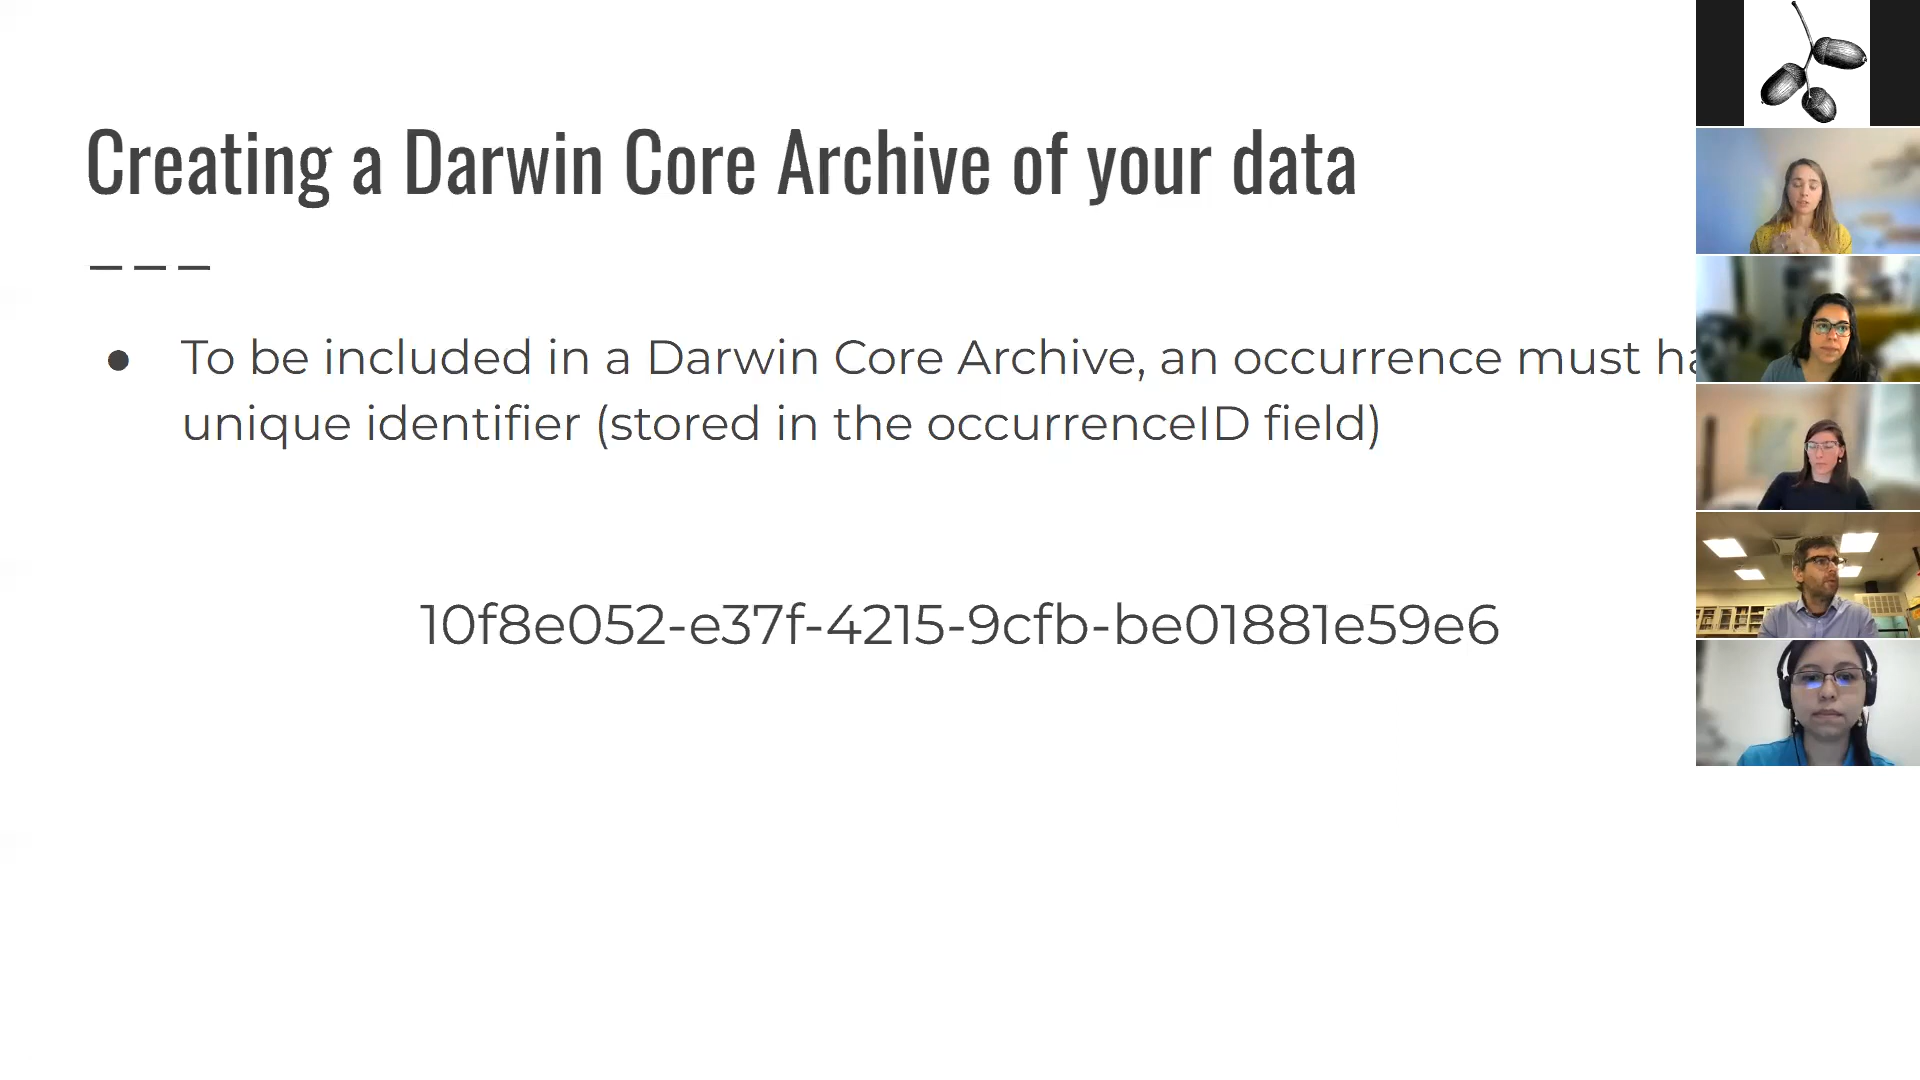 Creating a Darwin Core Archive of your data
● To be included in a Darwin Core Archive, an occurrence must
unique identifier (stored in the occurrenceID field)
10f8e052-e37f-4215-9cfb-be01881e59e6